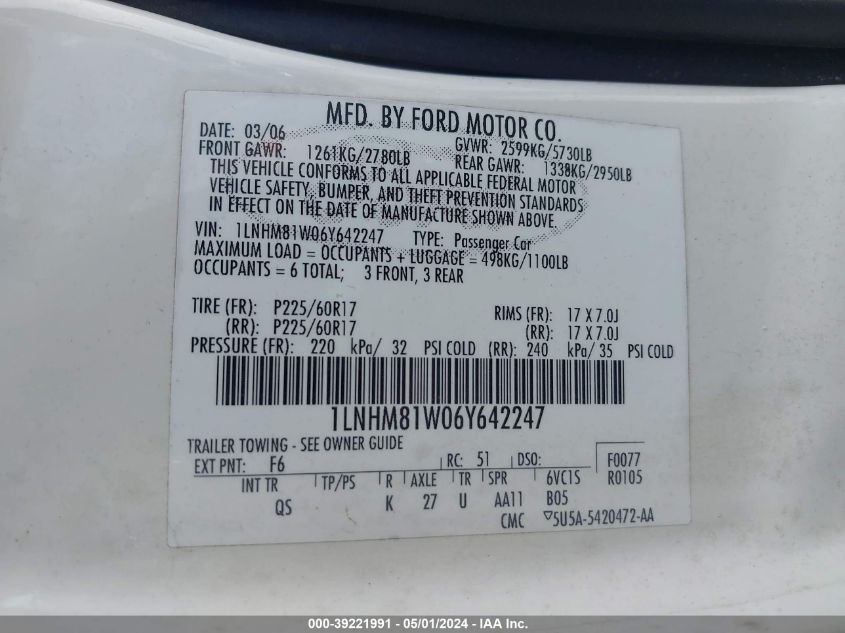 MFD. BY FORD MOTOR CO.
DATE: 03/06 GVWR: 2599KG/5730LB
FRONT GAWR: 1261KG/2780LB REAR GAWR: 1338KG/2950LB
THIS VEHICLE CONFORMS TO ALL APPLICABLE FEDERAL MOTOR
VEHICLE SAFETY, BUMPER, AND THEFT PREVENTION STANDARDS
IN EFFECT ON THE DATE OF MANUFACTURE SHOWN ABOVE.
VIN: 1LNHM81W06Y642247 TYPE: Passenger Car
MAXIMUM LOAD = OCCUPANTS + LUGGAGE = 498KG/1100LB
OCCUPANTS = 6 TOTAL; 3 FRONT, 3 REAR
TIRE (FR): P225/60R17 RIMS (FR): 17 X 7.0J
(RR): P225/60R17 (RR): 17 X 7.0J
PRESSURE (FR): 220 kPa/ 32 PSI COLD (RR): 240 kPa/ 35 PSI COLD
1LNHM81W06Y642247
TRAILER TOWING - SEE OWNER GUIDE
EXT PNT: F6 RC: 51 DSO: F0077
R0105
INT TR TP/PS R AXLE TR SPR 6VC1S
QS K 27 U AA11 B05
CMC ▽5U5A-5420472-AA
000-39221991 - 05/01/2024 - IAA Inc.